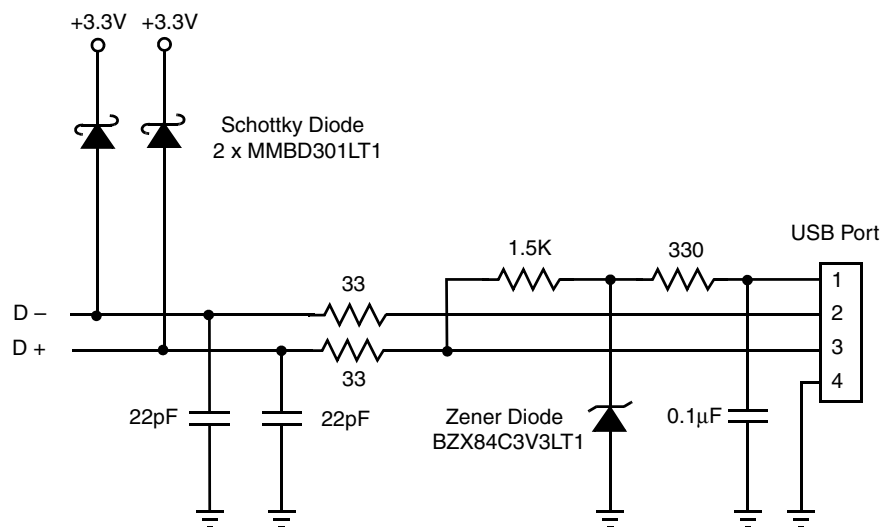 +3.3V +3.3V
Schottky Diode
2 x MMBD301LT1
USB Port
1.5K
330
1
33
D –
2
D +
3
33
4
22pF
22pF
Zener Diode
BZX84C3V3LT1
0.1μF